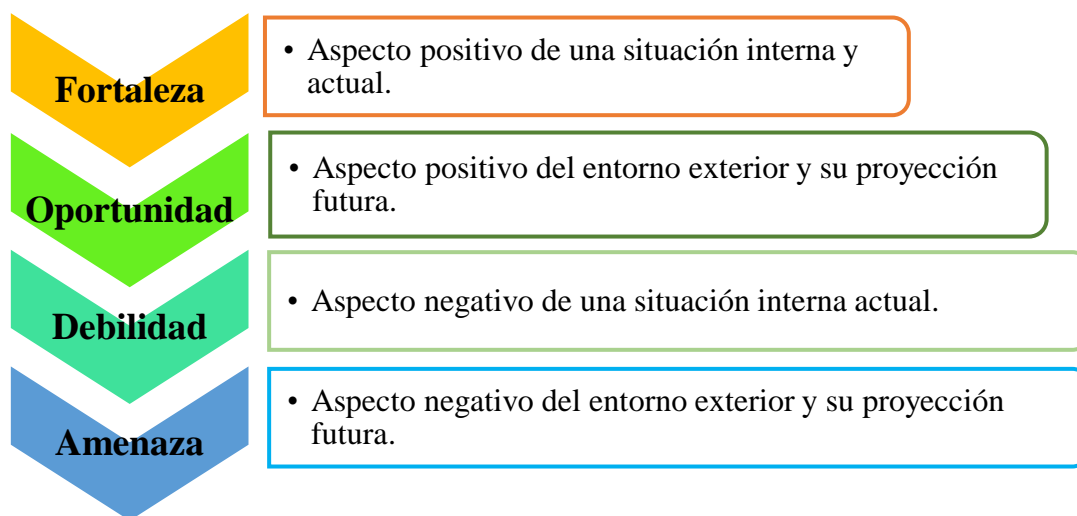 Fortaleza
• Aspecto positivo de una situación interna y
actual.
Oportunidad
• Aspecto positivo del entorno exterior y su proyección
futura.
Debilidad
• Aspecto negativo de una situación interna actual.
Amenaza
• Aspecto negativo del entorno exterior y su proyección
futura.